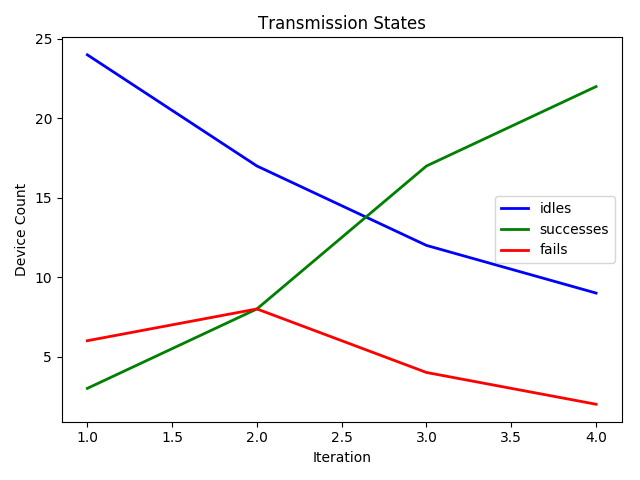 Transmission States
Device Count
25
20
15
10
5
idles
successes
fails
1.0 1.5 2.0 2.5 3.0 3.5 4.0
Iteration